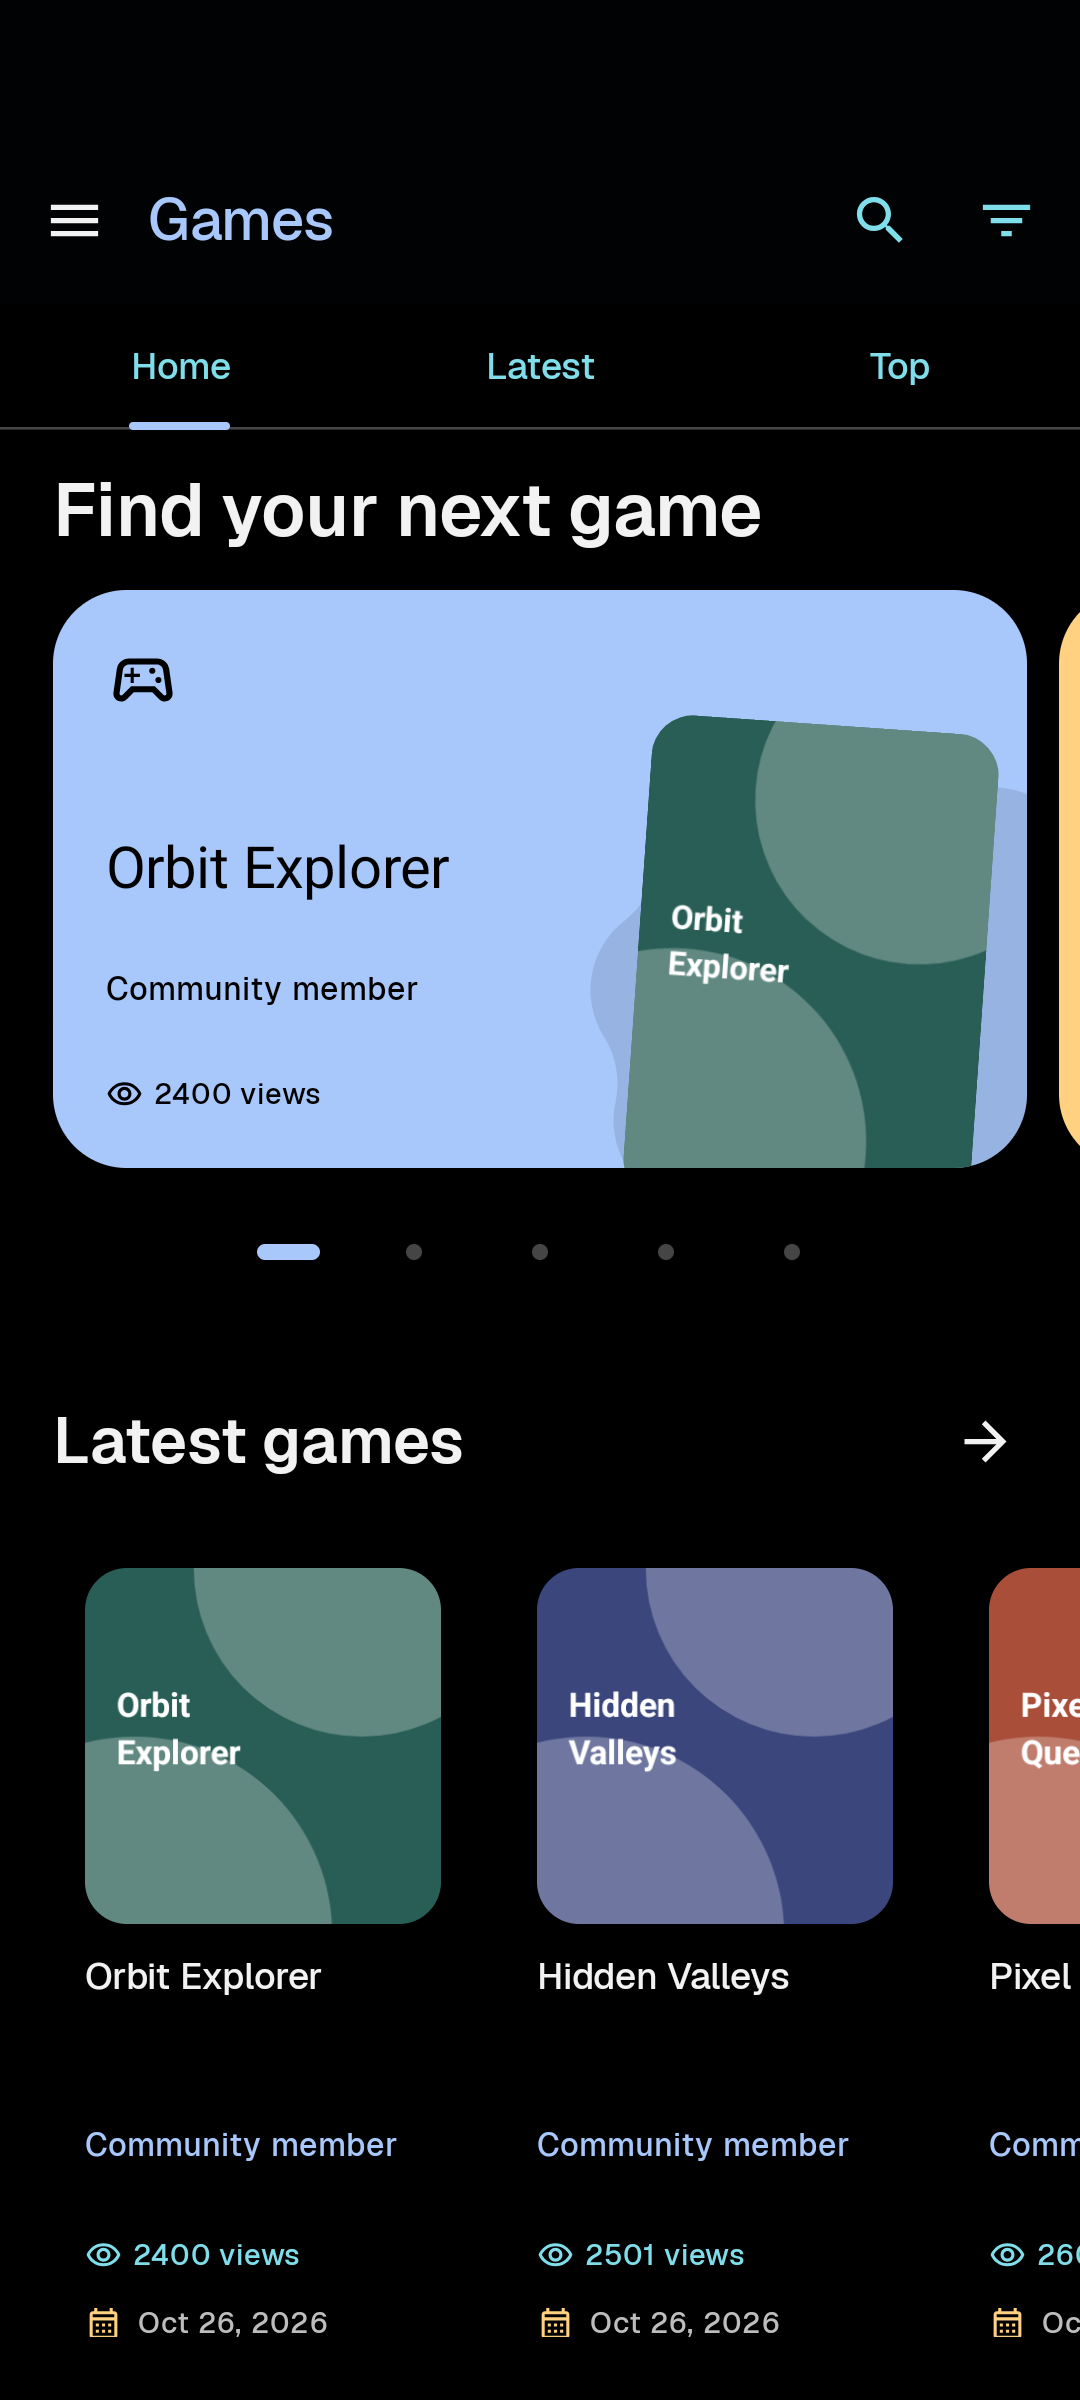 Games
Home Latest Top
Find your next game
Orbit Explorer
Community member
2400 views
Orbit
Explorer
Latest games
Orbit
Explorer
Orbit Explorer
Community member
2400 views
Oct 26, 2026
Hidden
Valleys
Hidden Valleys
Community member
2501 views
Oct 26, 2026
Pixel